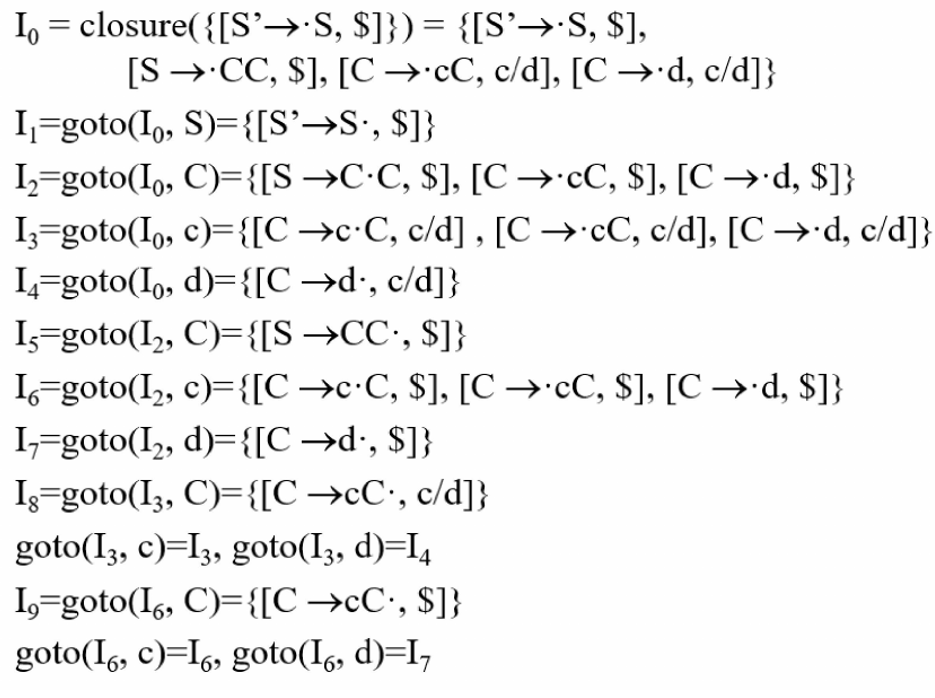 I₀ = closure({[S’→·S, $]}) = {[S’→·S, $],
[S →·CC, $], [C →·cC, c/d], [C →·d, c/d]}
I₁=goto(I₀, S)={[S’→S·, $]}
I₂=goto(I₀, C)={[S →C·C, $], [C →·cC, $], [C →·d, $]}
I₃=goto(I₀, c)={[C →c·C, c/d] , [C →·cC, c/d], [C →·d, c/d]}
I₄=goto(I₀, d)={[C →d·, c/d]}
I₅=goto(I₂, C)={[S →CC·, $]}
I₆=goto(I₂, c)={[C →c·C, $], [C →·cC, $], [C →·d, $]}
I₇=goto(I₂, d)={[C →d·, $]}
I₈=goto(I₃, C)={[C →cC·, c/d]}
goto(I₃, c)=I₃, goto(I₃, d)=I₄
I₉=goto(I₆, C)={[C →cC·, $]}
goto(I₆, c)=I₆, goto(I₆, d)=I₇